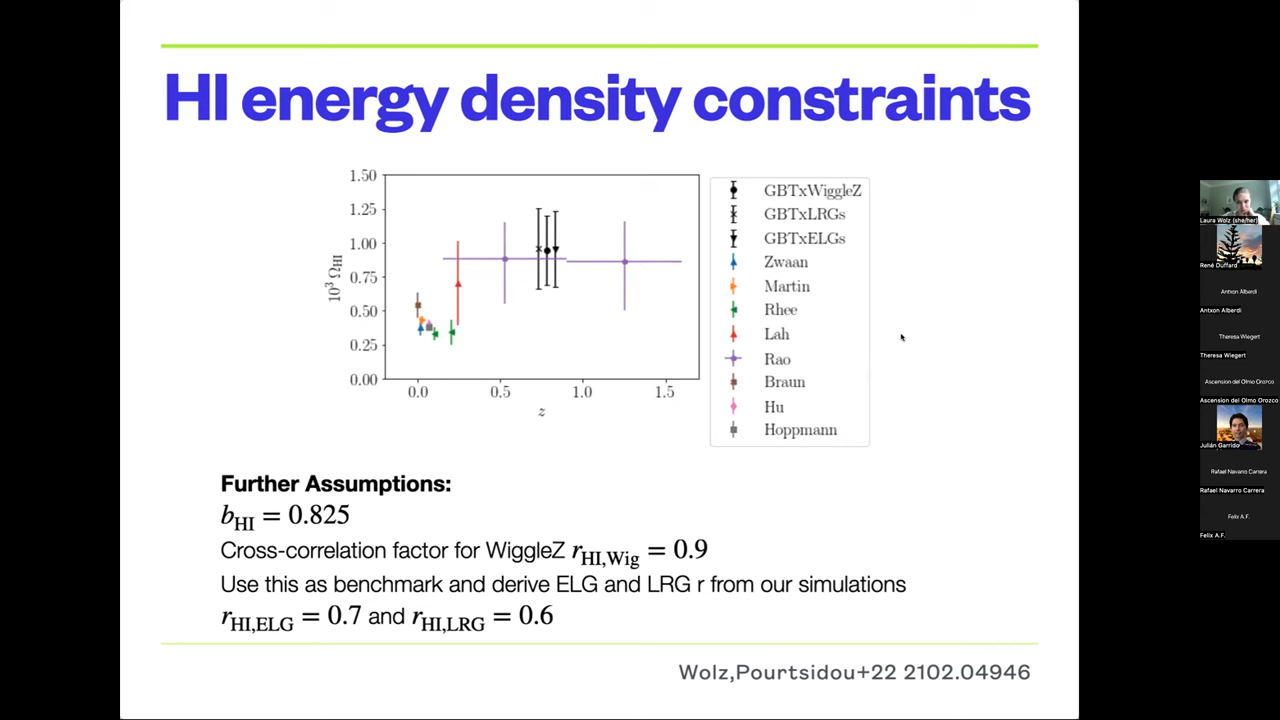 HI energy density constraints
1.50
1.25
1.00
0.75
0.50
0.25
0.00
10³ Ω_HI
0.0 0.5 1.0 1.5
z
GBTxWiggleZ
GBTxLRGs
GBTxELGs
Zwaan
Martin
Rhee
Lah
Rao
Braun
Hu
Hoppmann
Further Assumptions:
b_HI = 0.825
Cross-correlation factor for WiggleZ r_HI,Wig = 0.9
Use this as benchmark and derive ELG and LRG r from our simulations
r_HI,ELG = 0.7 and r_HI,LRG = 0.6
Wolz,Pourtsidou+22 2102.04946
Laura Wolz (she/her)
René Duffard
Antxon Alberdi
Antxon Alberdi
Theresa Wiegert
Theresa Wiegert
Ascension del Olmo Orozco
Ascension del Olmo Orozco
Julián Garrido
Rafael Navarro Carrera
Rafael Navarro Carrera
Felix A.F.
Felix A.F.